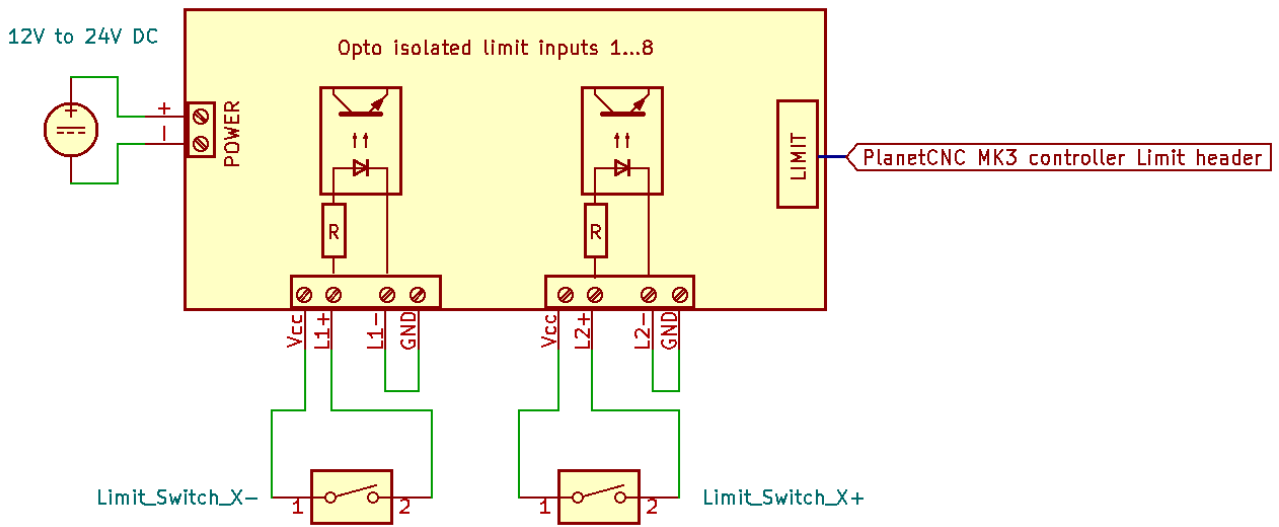 12V to 24V DC
Opto isolated limit inputs 1...8
+
-
POWER
+
LIMIT
PlanetCNC MK3 controller Limit header
R
R
Vcc
L1+
L1-
GND
Vcc
L2+
L2-
GND
Limit_Switch_X-
1
2
1
2
Limit_Switch_X+